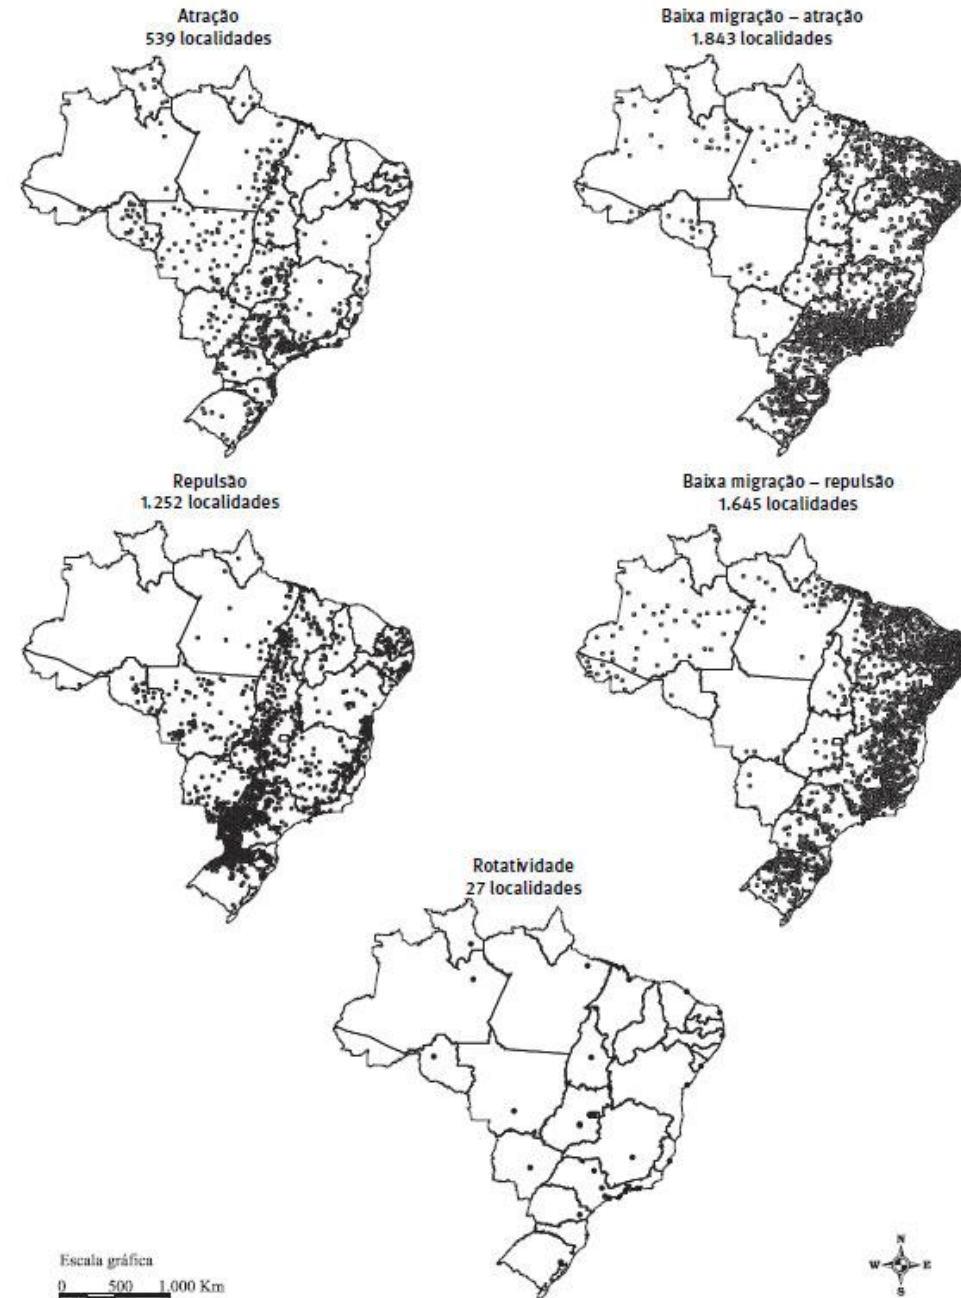 Atração
539 localidades
Baixa migração – atração
1.843 localidades
Repulsão
1.252 localidades
Baixa migração – repulsão
1.645 localidades
Rotatividade
27 localidades
Escala gráfica
0 500 1.000 Km
N
W E
S